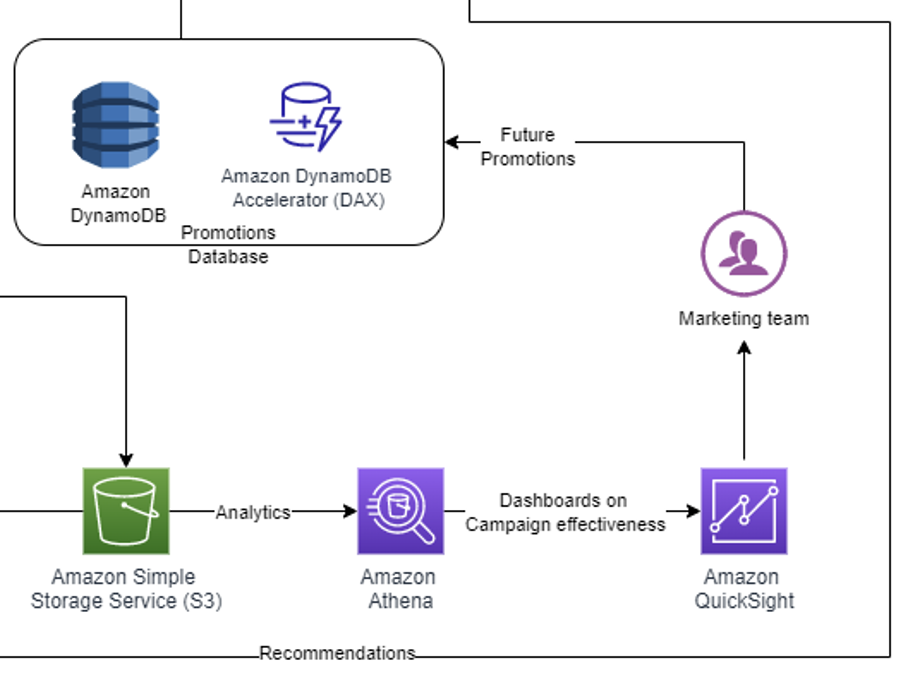 Amazon
DynamoDB
Amazon DynamoDB
Accelerator (DAX)
Promotions
Database
Future
Promotions
Marketing team
Analytics
Dashboards on
Campaign effectiveness
Amazon Simple
Storage Service (S3)
Amazon
Athena
Amazon
QuickSight
Recommendations